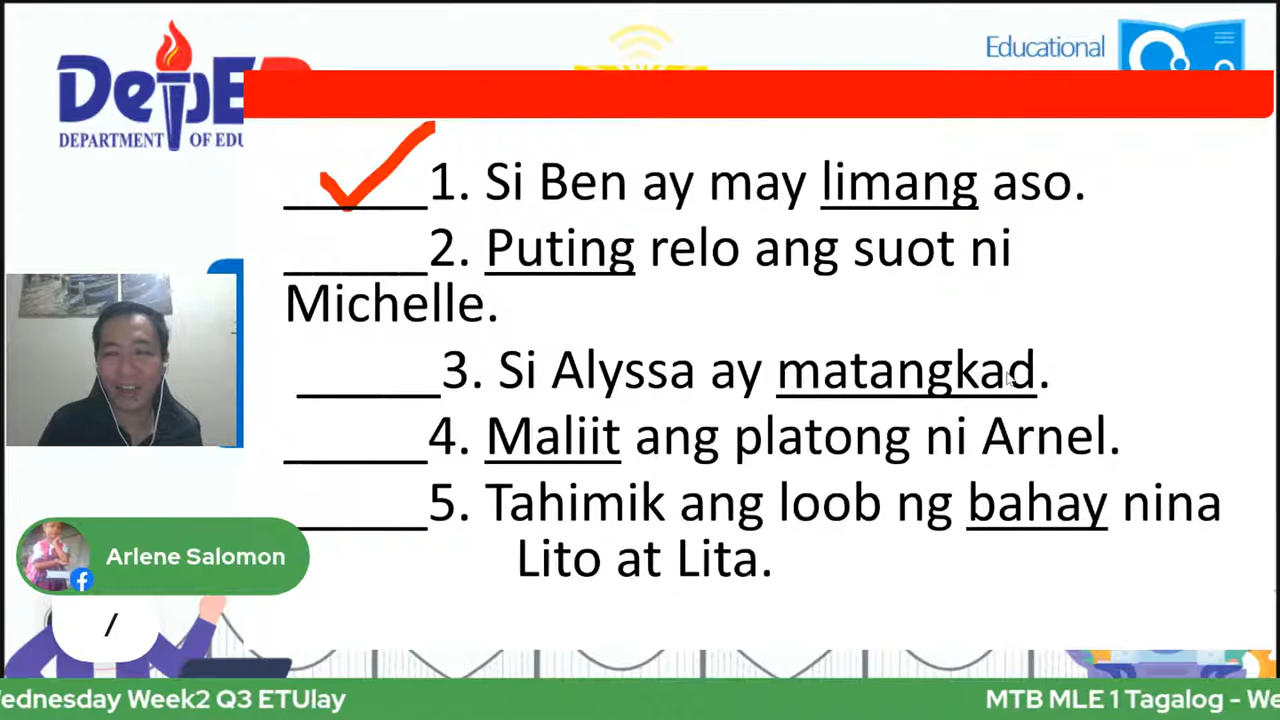 DepE
DEPARTMENT OF EDU
Educational
1. Si Ben ay may limang aso.
2. Puting relo ang suot ni
Michelle.
3. Si Alyssa ay matangkad.
4. Maliit ang platong ni Arnel.
5. Tahimik ang loob ng bahay nina
Lito at Lita.
Arlene Salomon
/
ednesday Week2 Q3 ETUlay
MTB MLE 1 Tagalog - We